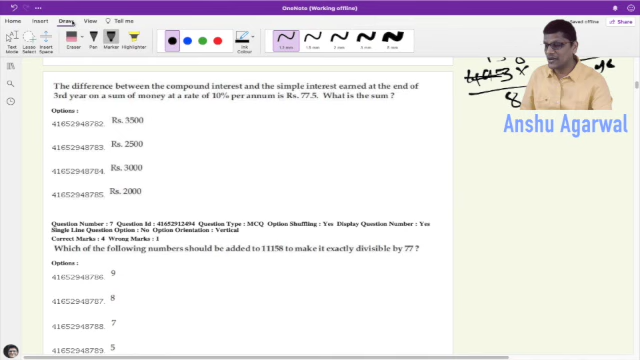 OneNote (Working offline)
Home Insert Draw View Tell me
Saved offline
Text Mode Lasso Select Insert Space Eraser Pen Marker Highlighter Ink Colour
The difference between the compound interest and the simple interest earned at the end of
3rd year on a sum of money at a rate of 10% per annum is Rs. 77.5. What is the sum ?
Options :
41652948782. Rs. 3500
41652948783. Rs. 2500
41652948784. Rs. 3000
41652948785. Rs. 2000
Anshu Agarwal
Question Number : 7 Question Id : 41652912494 Question Type : MCQ Option Shuffling : Yes Display Question Number : Yes
Single Line Question Option : No Option Orientation : Vertical
Correct Marks : 4 Wrong Marks : 1
Which of the following numbers should be added to 11158 to make it exactly divisible by 77 ?
Options :
41652948786. 9
41652948787. 8
41652948788. 7
41652948789. 5